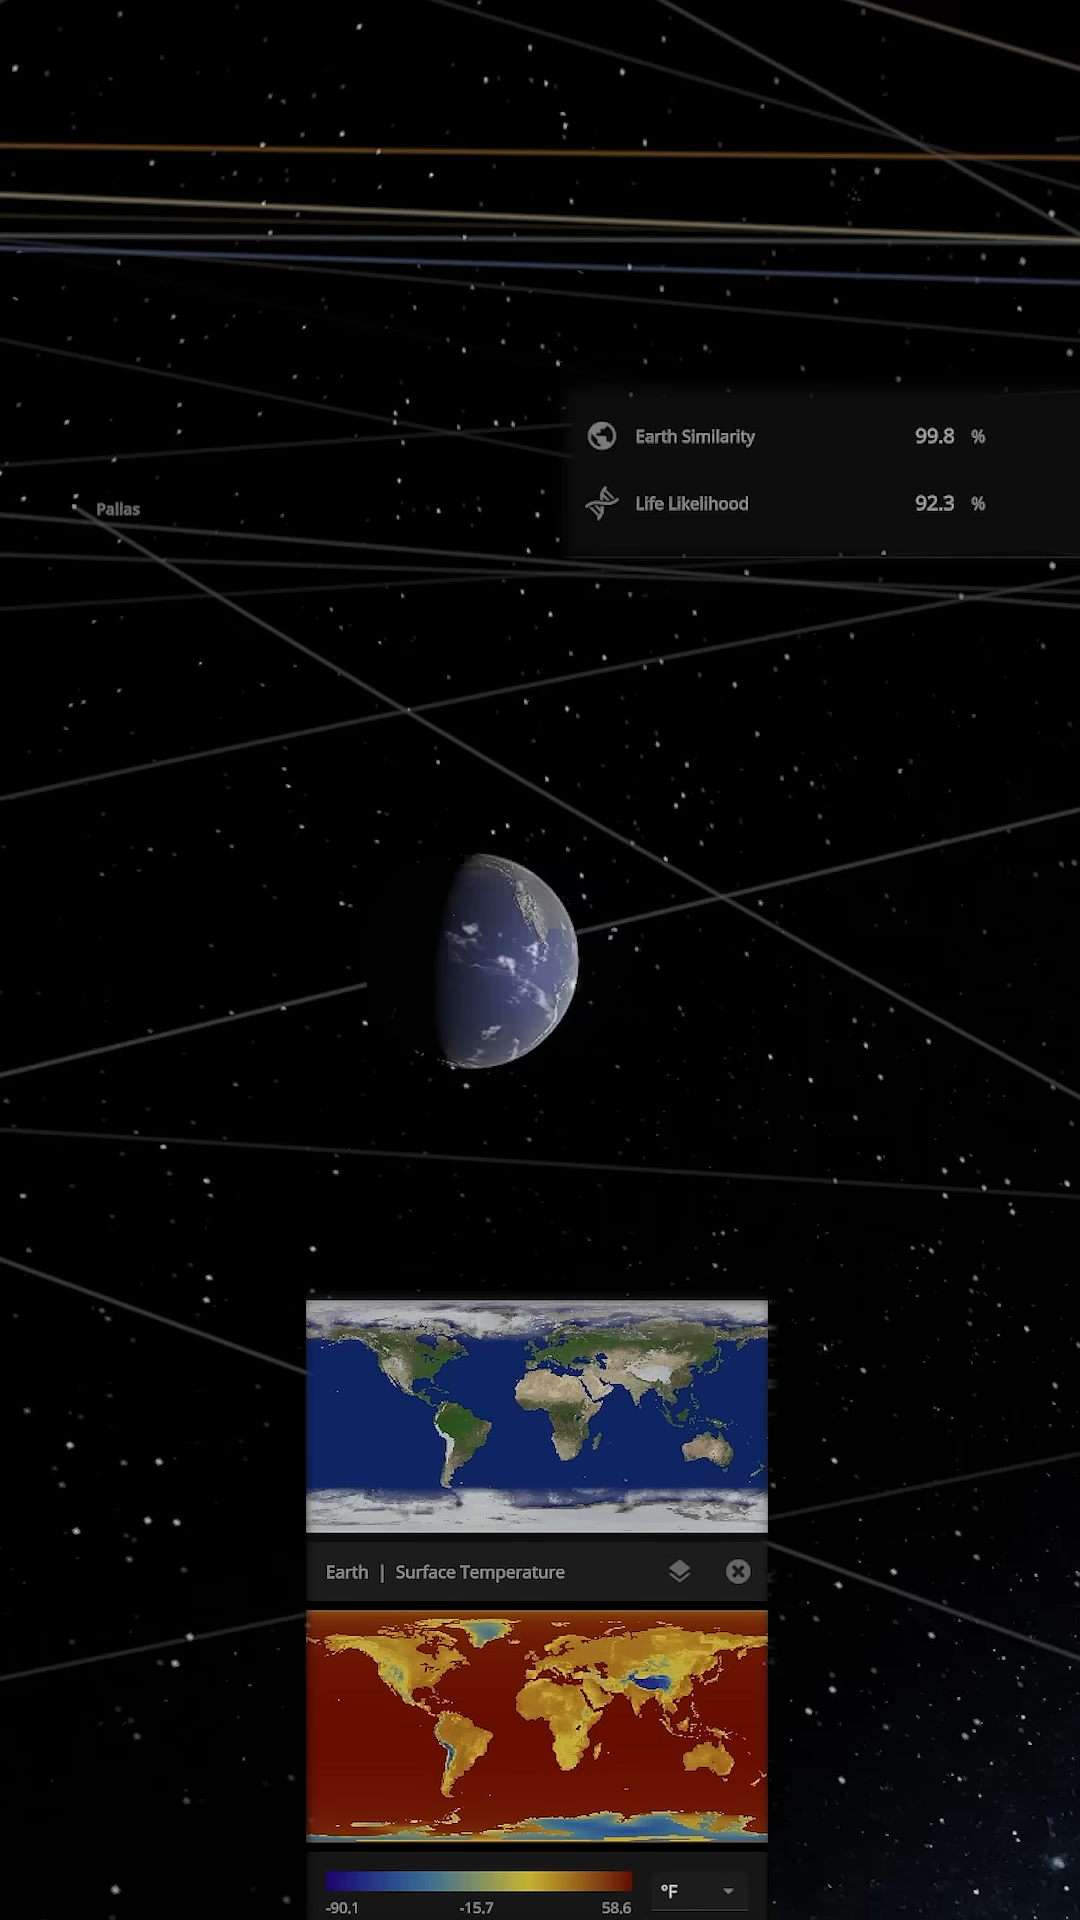 Earth Similarity 99.8 %
Life Likelihood 92.3 %
Pallas
Earth | Surface Temperature
°F
-90.1 -15.7 58.6